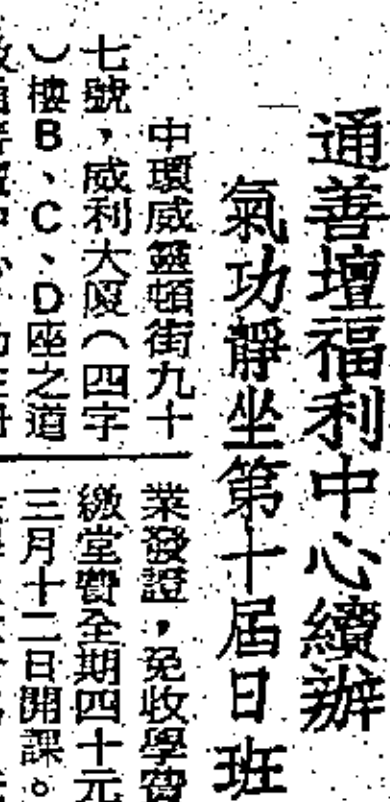 通善壇福利中心續辦
氣功靜坐第十屆日班
中環威靈頓街九十
七號，威利大厦（四字
）樓B、C、D座之道
業發證，免收學費
繳堂費全期四十元
三月十二日開課。